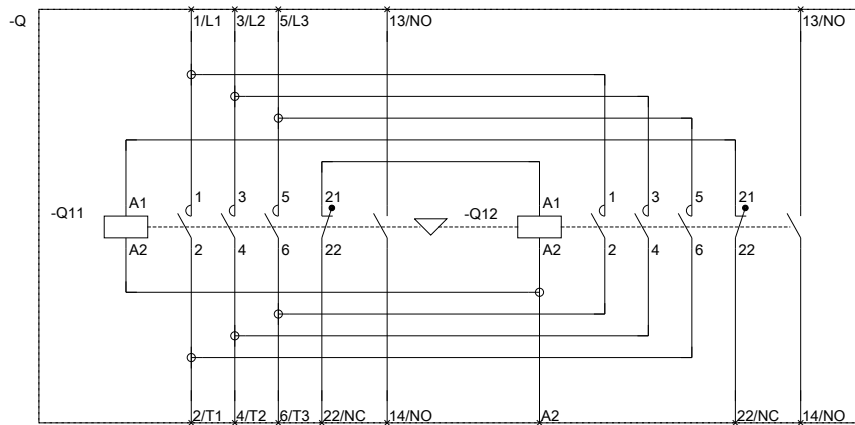 -Q 1/L1 3/L2 5/L3 13/NO 13/NO
1 3 5 21 1 3 5 21
-Q11 A1 -Q12 A1
A2 2 4 6 22 A2 2 4 6 22
2/T1 4/T2 6/T3 22/NC 14/NO A2 22/NC 14/NO